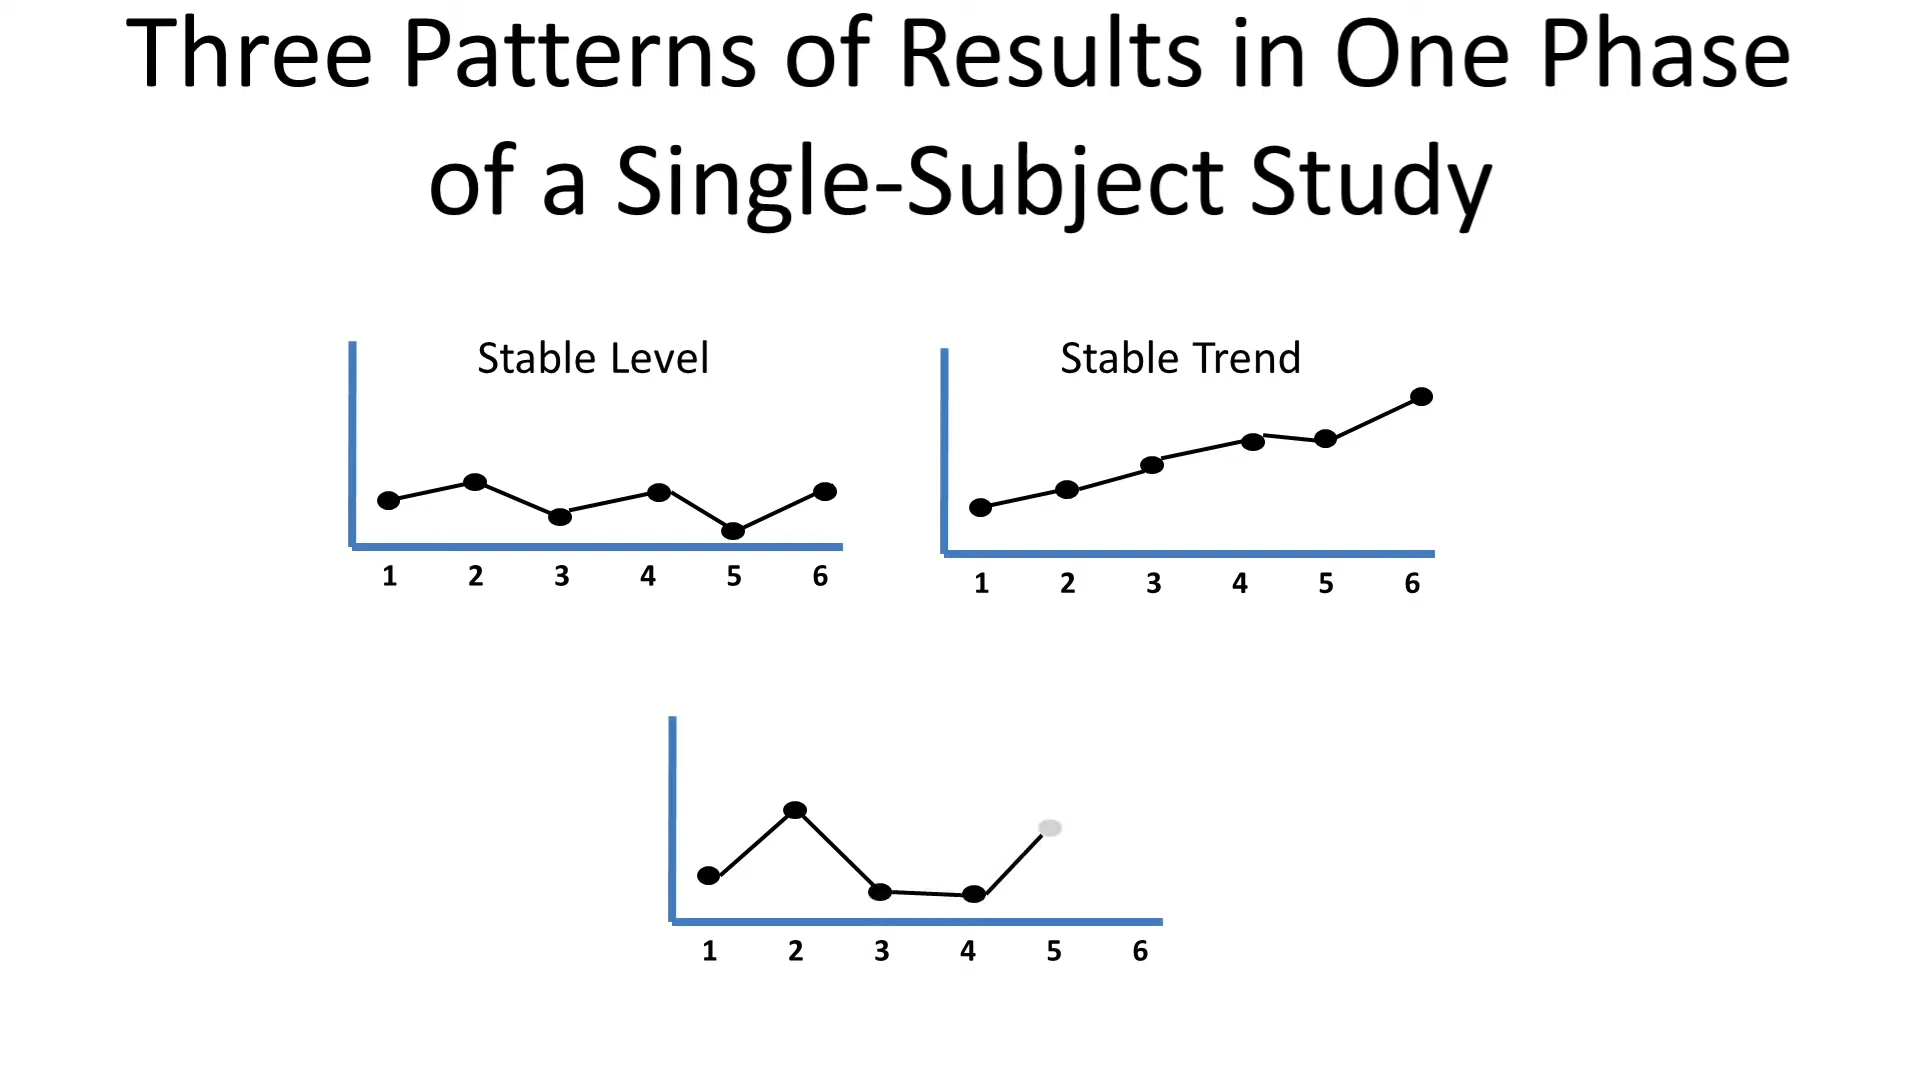 Three Patterns of Results in One Phase
of a Single-Subject Study
Stable Level
1 2 3 4 5 6
Stable Trend
1 2 3 4 5 6
1 2 3 4 5 6